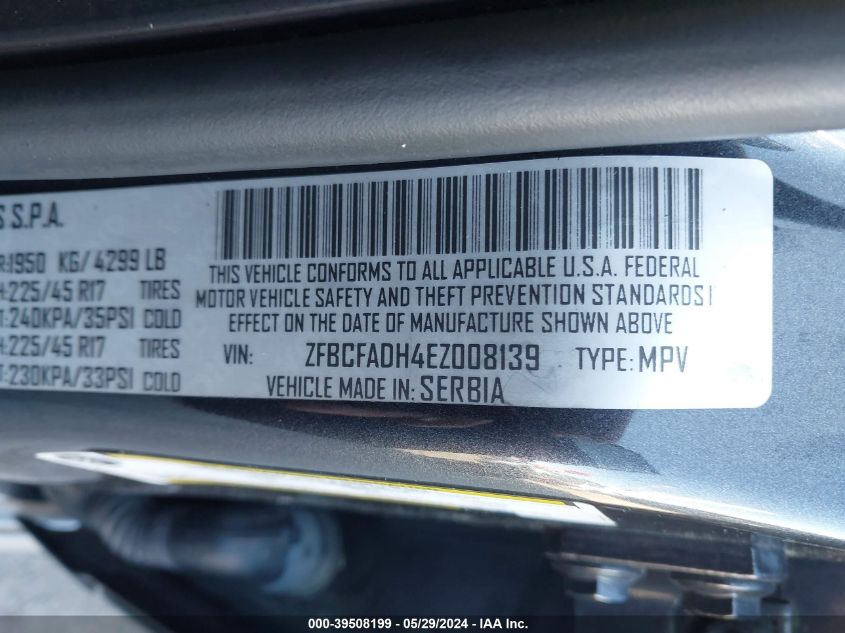 S S.P.A.
R:1950 KG/ 4299 LB
H:225/45 R17 TIRES
T:240KPA/35PSI COLD
H:225/45 R17 TIRES
T:230KPA/33PSI COLD
THIS VEHICLE CONFORMS TO ALL APPLICABLE U.S.A. FEDERAL
MOTOR VEHICLE SAFETY AND THEFT PREVENTION STANDARDS I
EFFECT ON THE DATE OF MANUFACTURE SHOWN ABOVE
VIN: ZFBCFADH4EZ008139 TYPE: MPV
VEHICLE MADE IN: SERBIA
000-39508199 - 05/29/2024 - IAA Inc.